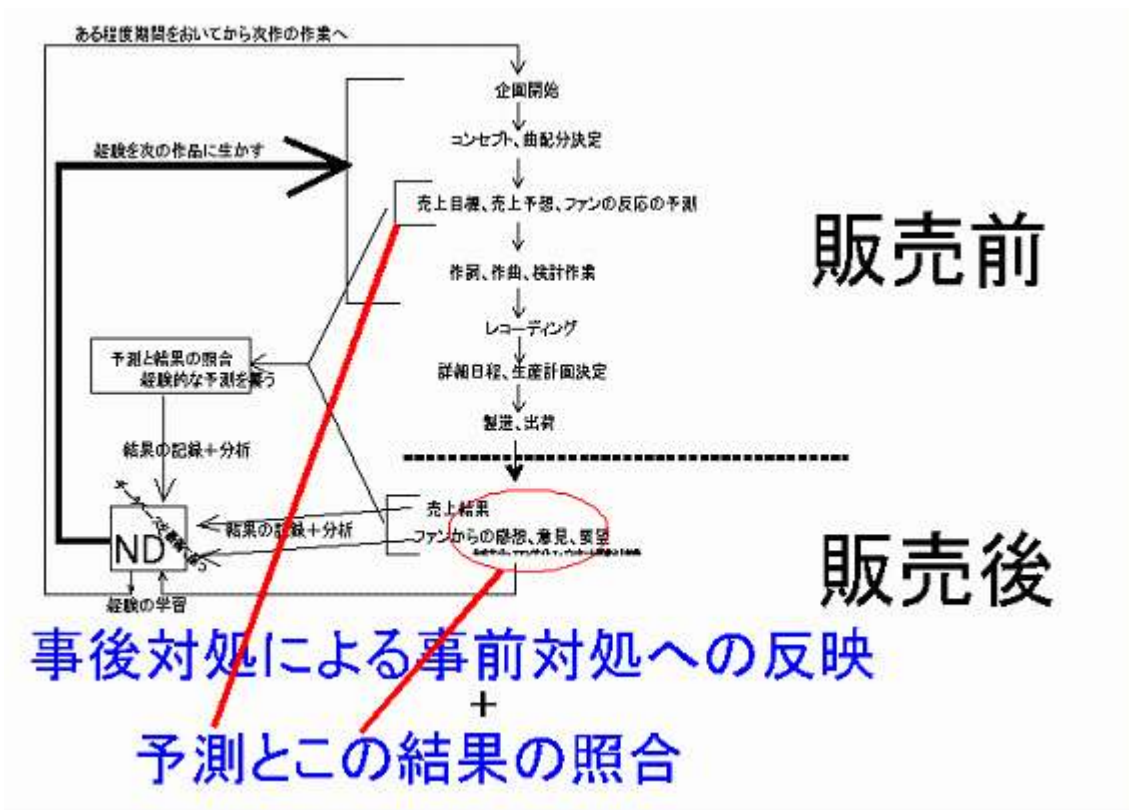 ある程度期間をおいてから次作の作業へ
企画開始
コンセプト、曲配分決定
経験を次の作品に生かす
売上目標、売上予想、ファンの反応の予測
販売前
作詞、作曲、検討作業
レコーディング
予測と結果の照合
経験的な予測を養う
詳細日程、生産計画決定
製造、出荷
結果の記録+分析
売上結果
結果の記録+分析
ファンからの感想、意見、要望
ND
販売後
経験の学習
事後対処による事前対処への反映
+
予測とこの結果の照合